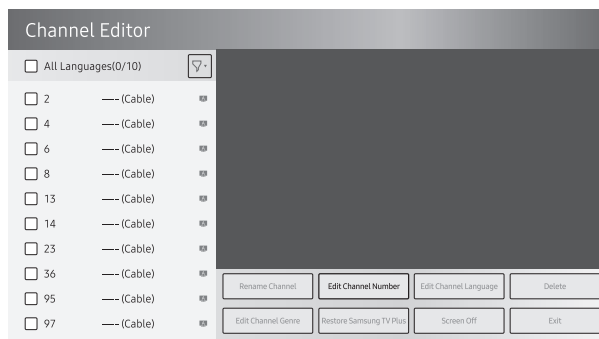 Channel Editor
All Languages(0/10)
2 ---- (Cable)
4 ---- (Cable)
6 ---- (Cable)
8 ---- (Cable)
13 ---- (Cable)
14 ---- (Cable)
23 ---- (Cable)
36 ---- (Cable)
95 ---- (Cable)
97 ---- (Cable)
Rename Channel Edit Channel Number Edit Channel Language Delete
Edit Channel Genre Restore Samsung TV Plus Screen Off Exit